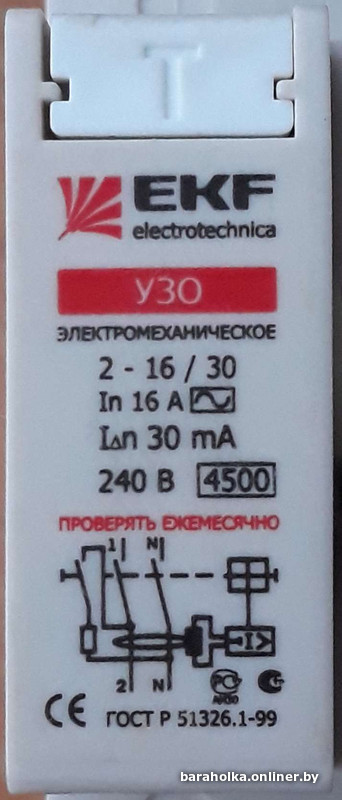 T
EKF
electrotechnica
УЗО
ЭЛЕКТРОМЕХАНИЧЕСКОЕ
2 - 16 / 30
In 16 A
I∆n 30 mA
240 В 4500
ПРОВЕРЯТЬ ЕЖЕМЕСЯЧНО
1 N
I>
2 N
CE ГОСТ Р 51326.1-99
baraholka.onliner.by